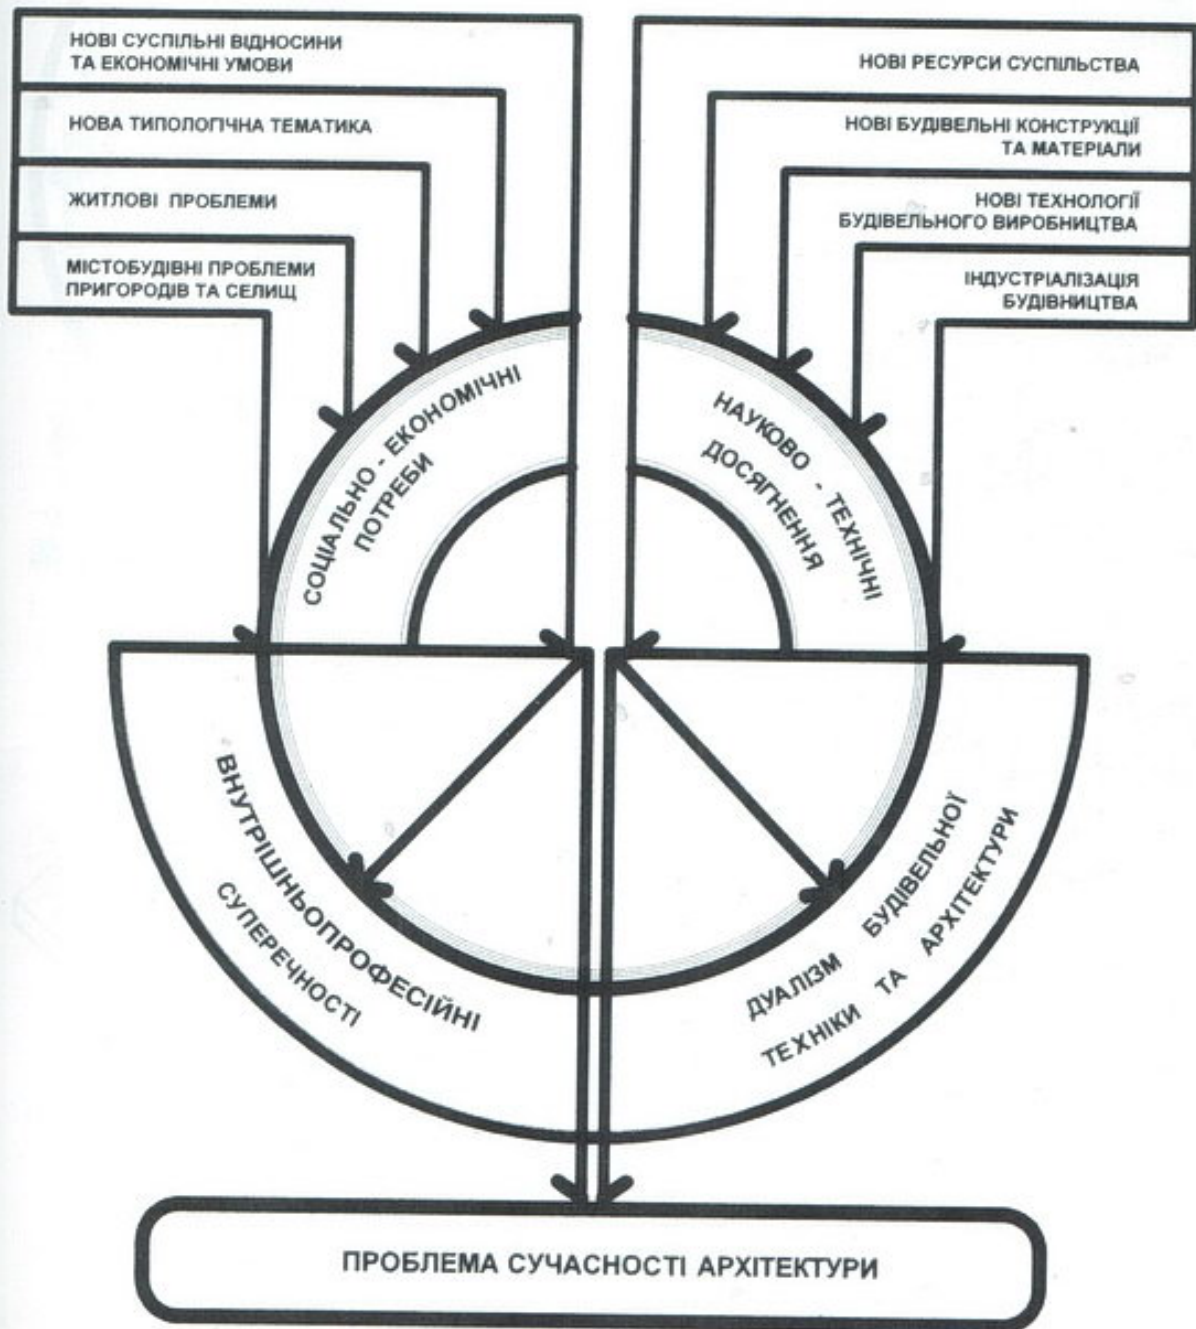 НОВІ СУСПІЛЬНІ ВІДНОСИНИ
ТА ЕКОНОМІЧНІ УМОВИ
НОВА ТИПОЛОГІЧНА ТЕМАТИКА
ЖИТЛОВІ ПРОБЛЕМИ
МІСТОБУДІВНІ ПРОБЛЕМИ
ПРИГОРОДІВ ТА СЕЛИЩ
НОВІ РЕСУРСИ СУСПІЛЬСТВА
НОВІ БУДІВЕЛЬНІ КОНСТРУКЦІЇ
ТА МАТЕРІАЛИ
НОВІ ТЕХНОЛОГІЇ
БУДІВЕЛЬНОГО ВИРОБНИЦТВА
ІНДУСТРІАЛІЗАЦІЯ
БУДІВНИЦТВА
СОЦІАЛЬНО - ЕКОНОМІЧНІ
ПОТРЕБИ
НАУКОВО - ТЕХНІЧНІ
ДОСЯГНЕННЯ
ВНУТРІШНЬОПРОФЕСІЙНІ
СУПЕРЕЧНОСТІ
ДУАЛІЗМ БУДІВЕЛЬНОЇ
ТЕХНІКИ ТА АРХІТЕКТУРИ
ПРОБЛЕМА СУЧАСНОСТІ АРХІТЕКТУРИ